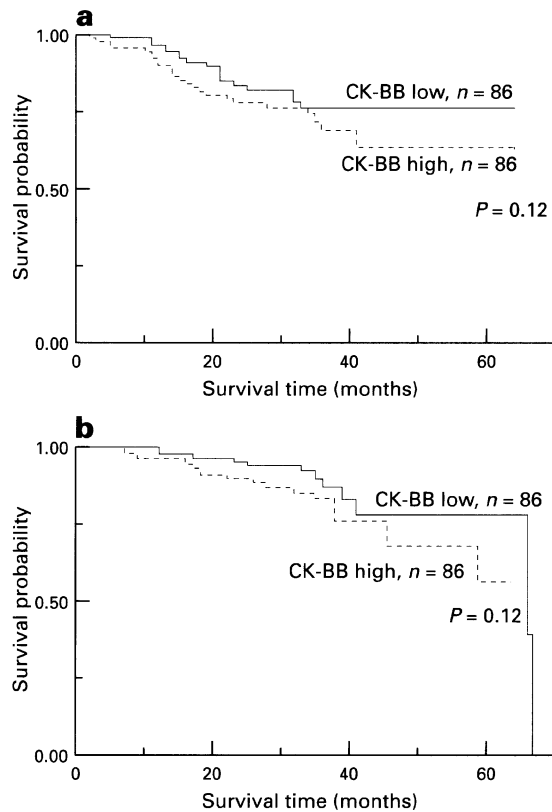 a
1.00
CK-BB low, n = 86
CK-BB high, n = 86
0.50
P = 0.12
Survival probability
0.00
0 20 40 60
Survival time (months)
b
1.00
CK-BB low, n = 86
CK-BB high, n = 86
0.50
P = 0.12
Survival probability
0.00
0 20 40 60
Survival time (months)